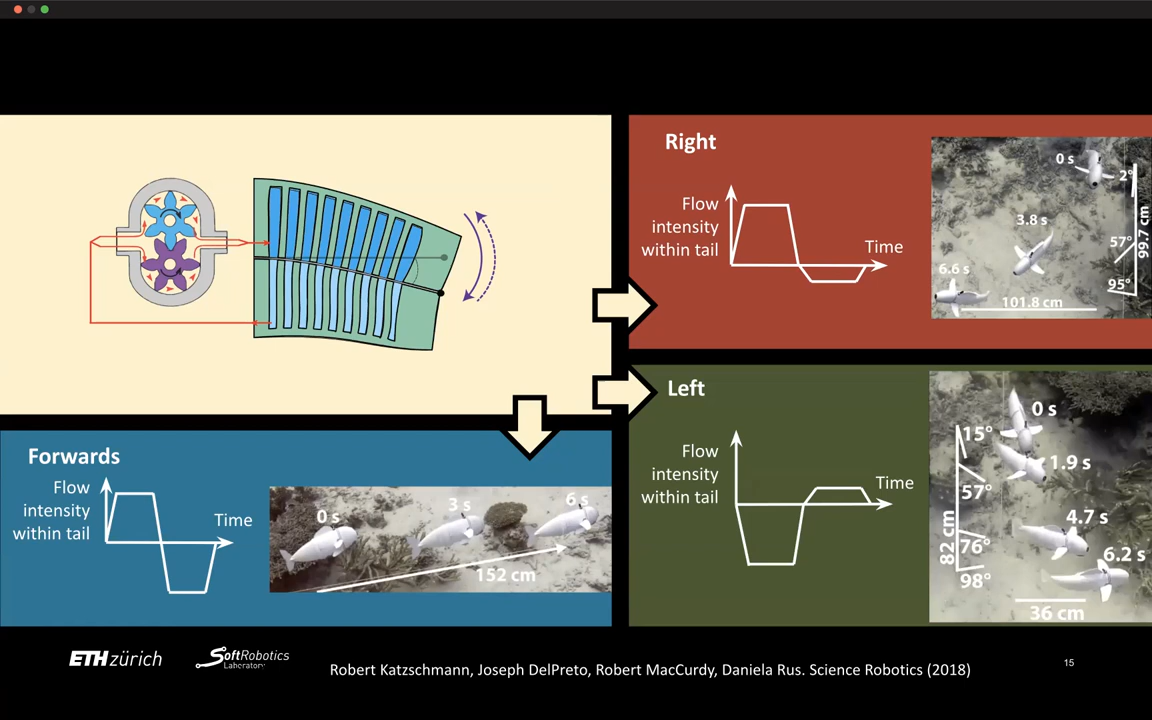 Right
Flow
intensity
within tail
Time
0 s
2°
3.8 s
57°
99.7 cm
6.6 s
95°
101.8 cm
Left
Flow
intensity
within tail
Time
0 s
15°
1.9 s
57°
4.7 s
82 cm
76°
6.2 s
98°
36 cm
Forwards
Flow
intensity
within tail
Time
0 s
3 s
6 s
152 cm
ETH zürich
SoftRobotics
Laboratory
Robert Katzschmann, Joseph DelPreto, Robert MacCurdy, Daniela Rus. Science Robotics (2018)
15